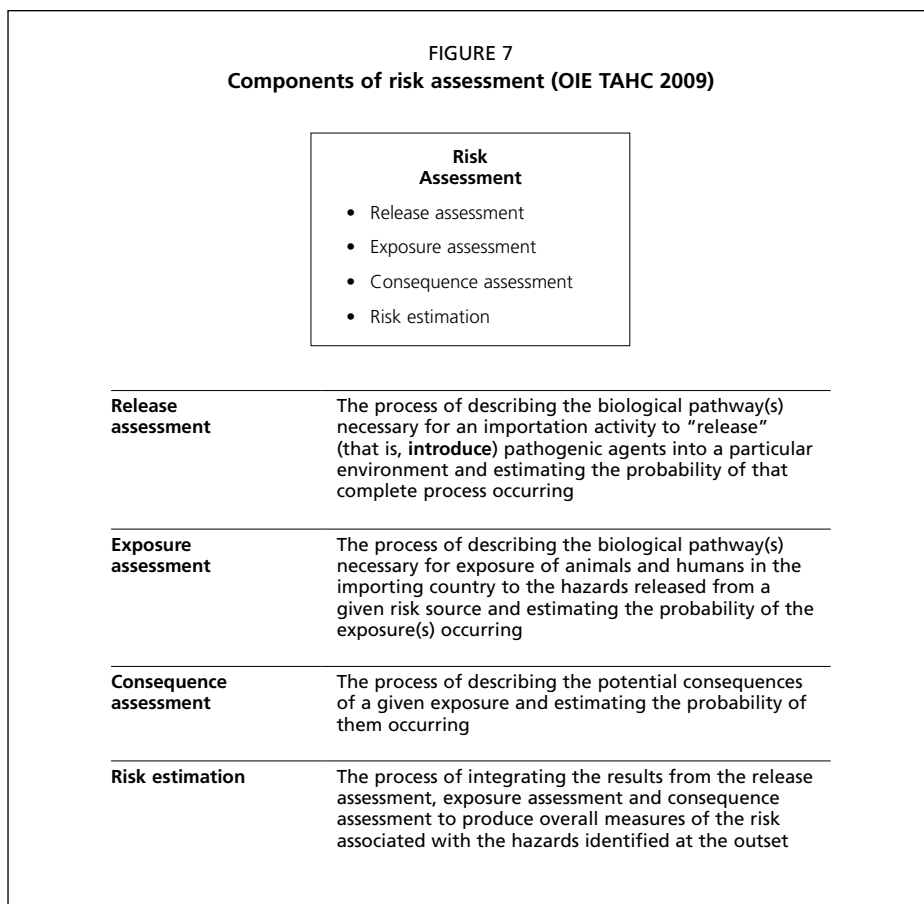 FIGURE 7
Components of risk assessment (OIE TAHC 2009)
Risk
Assessment
• Release assessment
• Exposure assessment
• Consequence assessment
• Risk estimation
Release
assessment
The process of describing the biological pathway(s)
necessary for an importation activity to “release”
(that is, introduce) pathogenic agents into a particular
environment and estimating the probability of that
complete process occurring
Exposure
assessment
The process of describing the biological pathway(s)
necessary for exposure of animals and humans in the
importing country to the hazards released from a
given risk source and estimating the probability of the
exposure(s) occurring
Consequence
assessment
The process of describing the potential consequences
of a given exposure and estimating the probability of
them occurring
Risk estimation
The process of integrating the results from the release
assessment, exposure assessment and consequence
assessment to produce overall measures of the risk
associated with the hazards identified at the outset